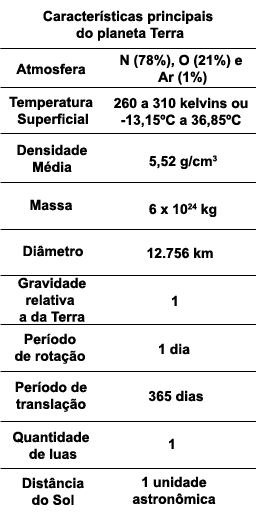 Características principais
do planeta Terra
Atmosfera
N (78%), O (21%) e
Ar (1%)
Temperatura
Superficial
260 a 310 kelvins ou
-13,15ºC a 36,85ºC
Densidade
Média
5,52 g/cm³
Massa
6 x 10²⁴ kg
Diâmetro
12.756 km
Gravidade
relativa
a da Terra
1
Período
de rotação
1 dia
Período de
translação
365 dias
Quantidade
de luas
1
Distância
do Sol
1 unidade
astronômica